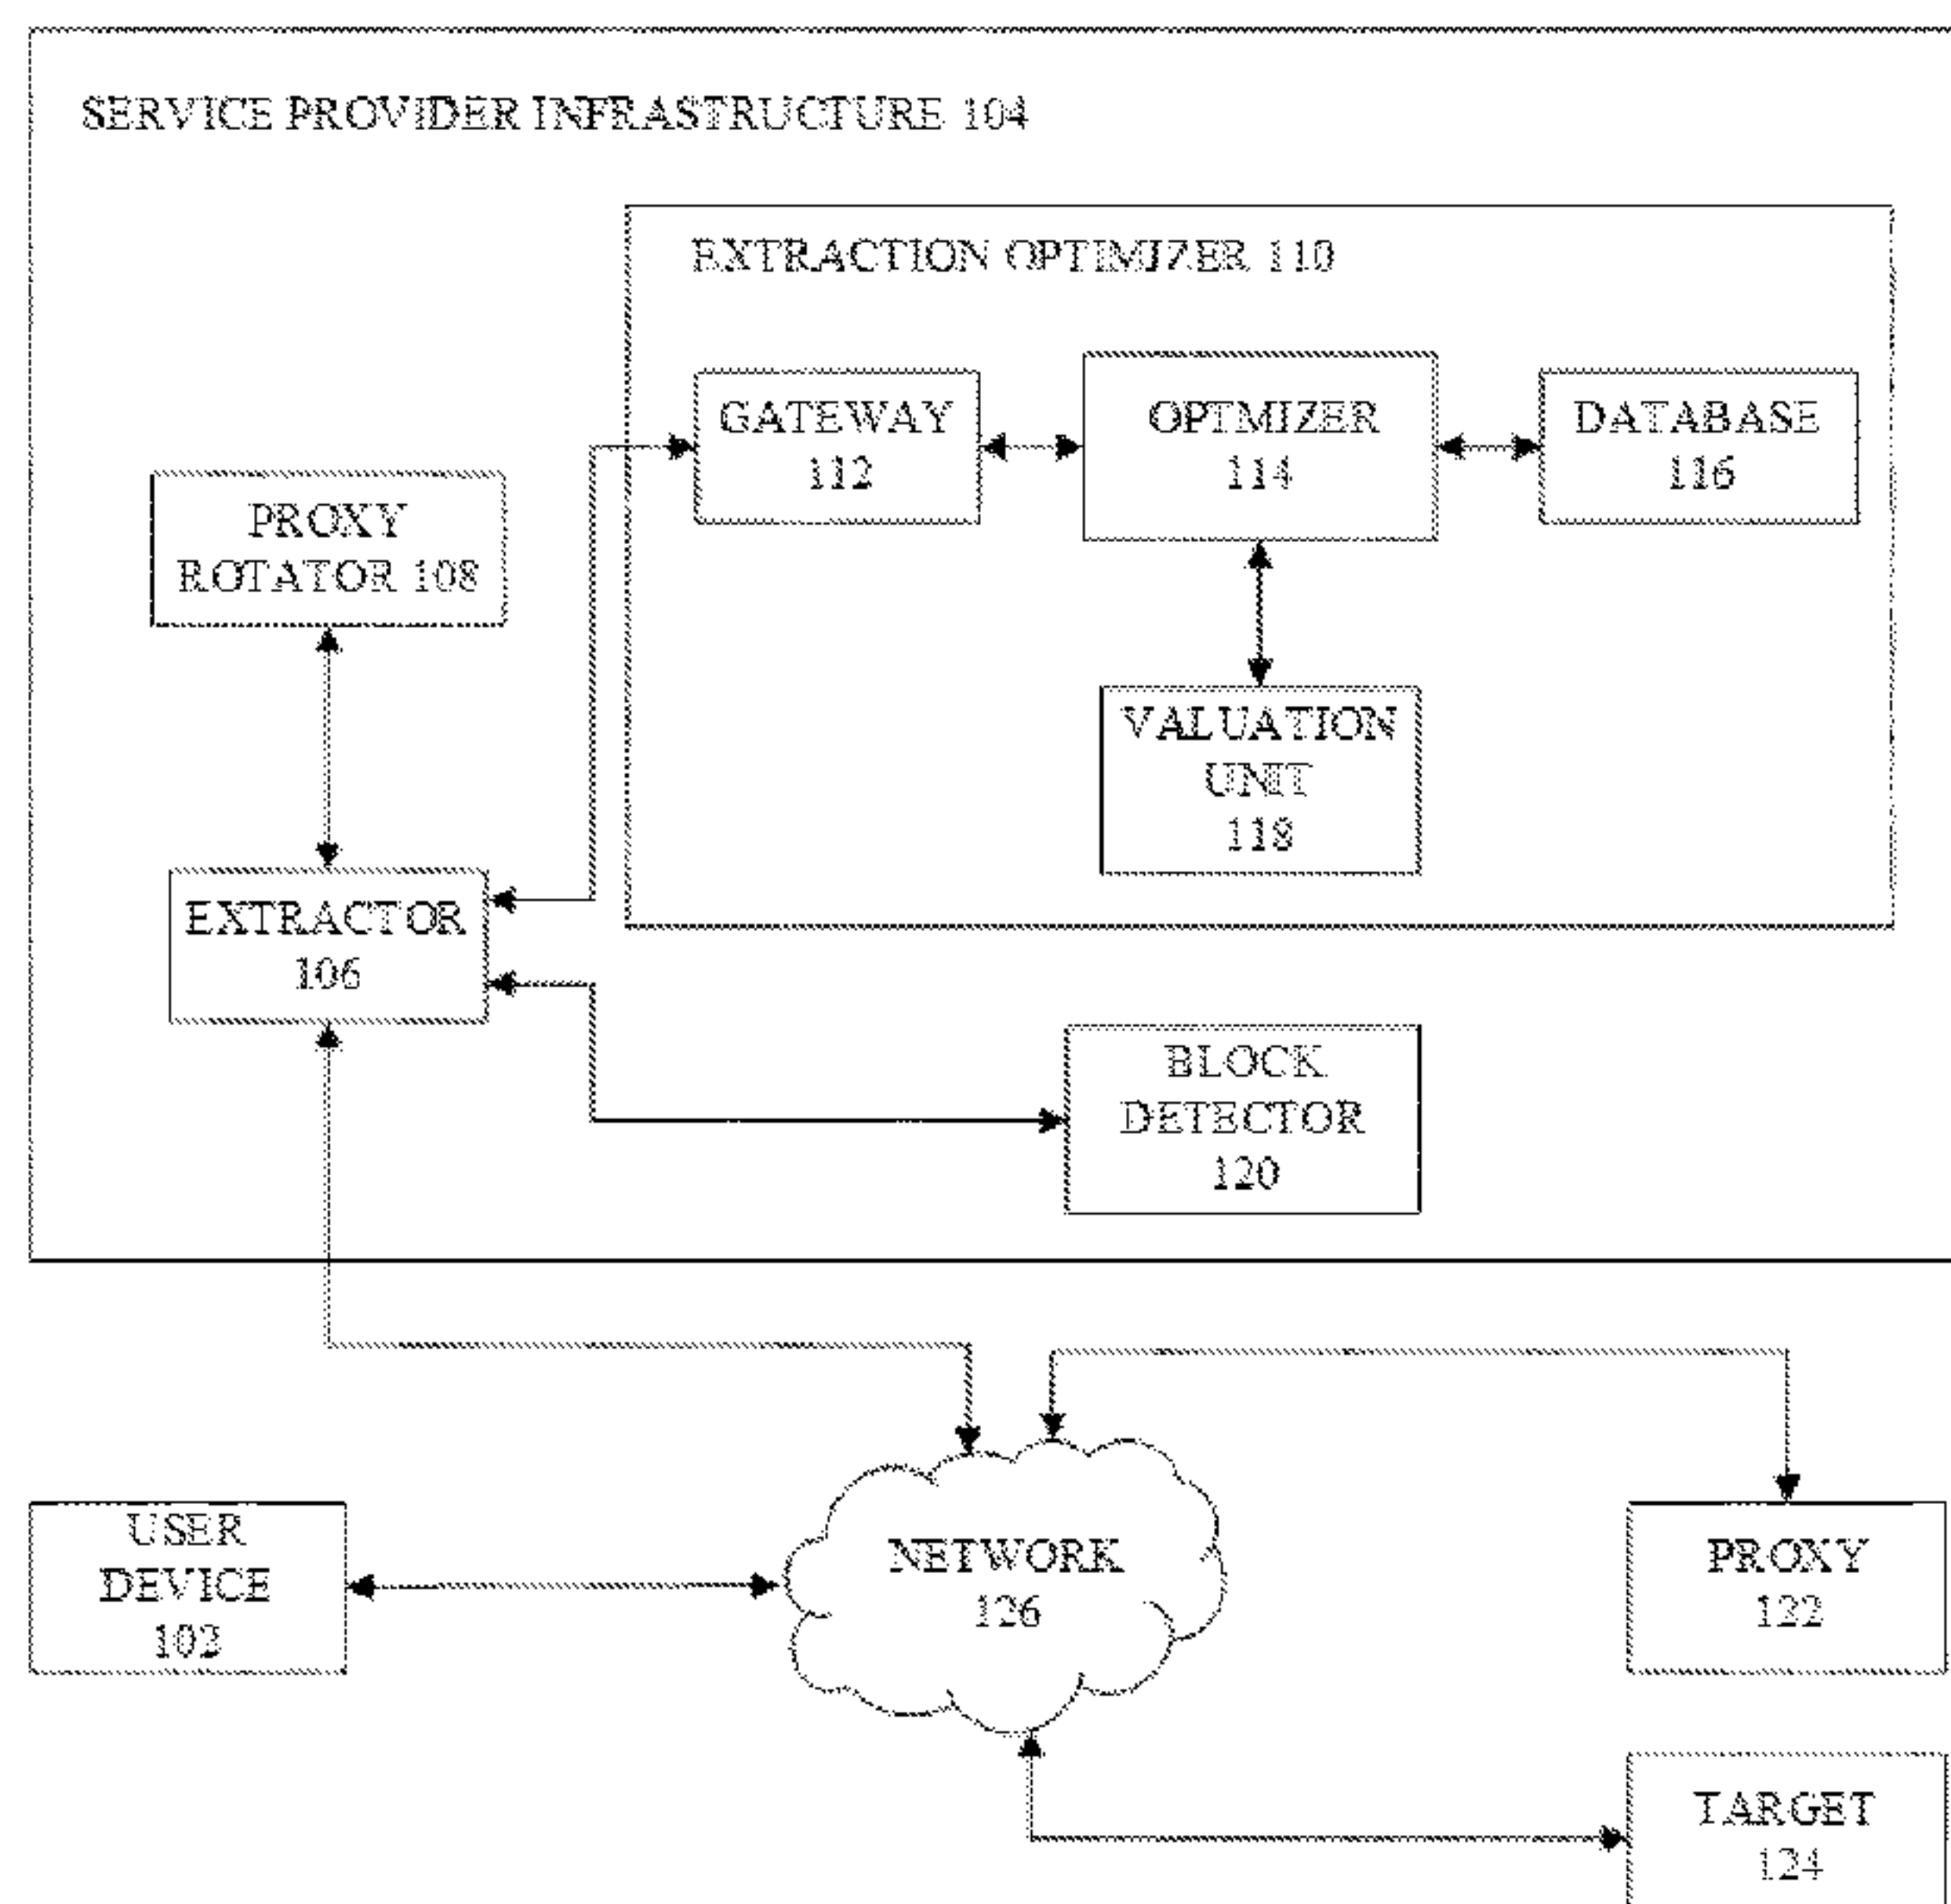 SERVICE PROVIDER INFRASTRUCTURE 104
EXTRACTION OPTIMIZER 110
GATEWAY
112
OPTMIZER
114
DATABASE
116
PROXY
ROTATOR 108
VALUATION
UNIT
118
EXTRACTOR
106
BLOCK
DETECTOR
120
USER
DEVICE
102
NETWORK
126
PROXY
122
TARGET
124